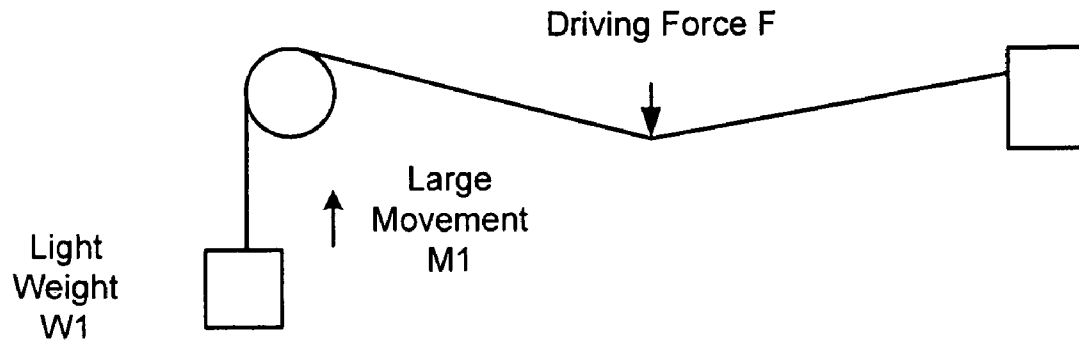 Driving Force F
Large
Movement
M1
Light
Weight
W1